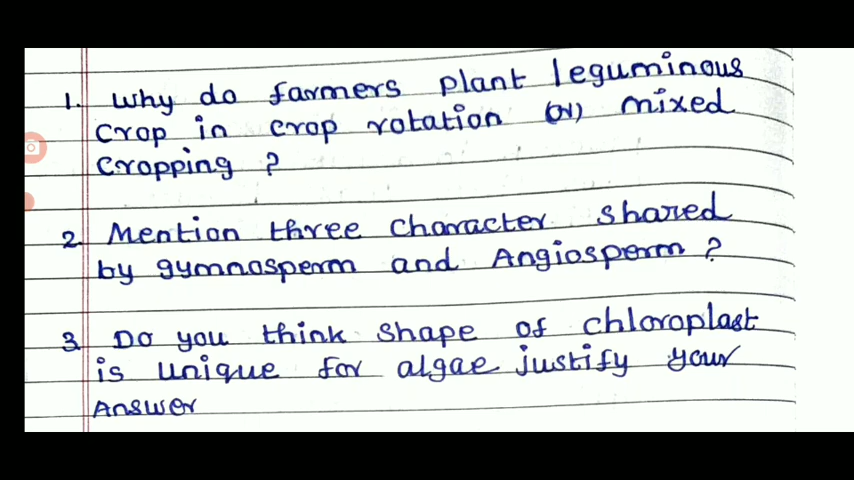 1. Why do farmers plant leguminous
crop in crop rotation (or) mixed
cropping ?
2. Mention three character shared
by gymnosperm and Angiosperm ?
3. Do you think shape of chloroplast
is unique for algae justify your
Answer